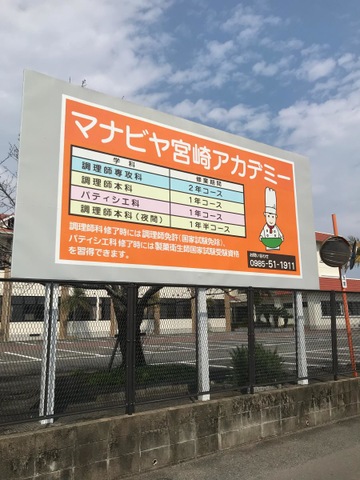 マナビヤ宮崎アカデミー
学科 修業期間
調理師専攻科 2年コース
調理師本科 1年コース
パティシエ科 1年コース
調理師本科(夜間) 1年半コース
調理師科 修了時には調理師免許(国家試験免除)、
パティシエ科 修了時には製菓衛生師国家試験受験資格
を習得できます。
お問い合わせ
0985-51-1911